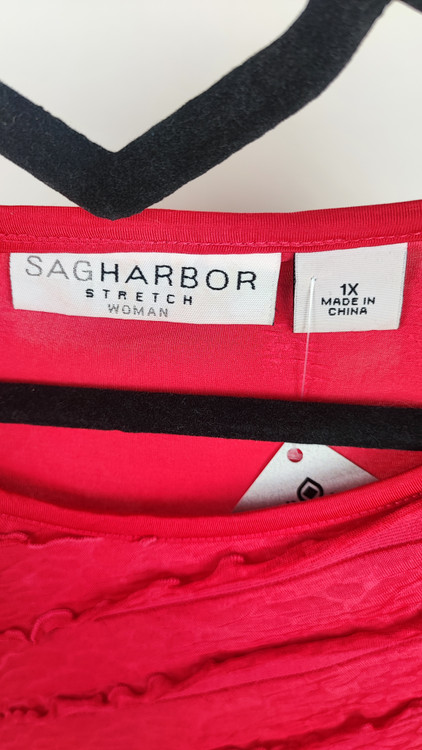 SAGHARBOR
STRETCH
WOMAN
1X
MADE IN
CHINA